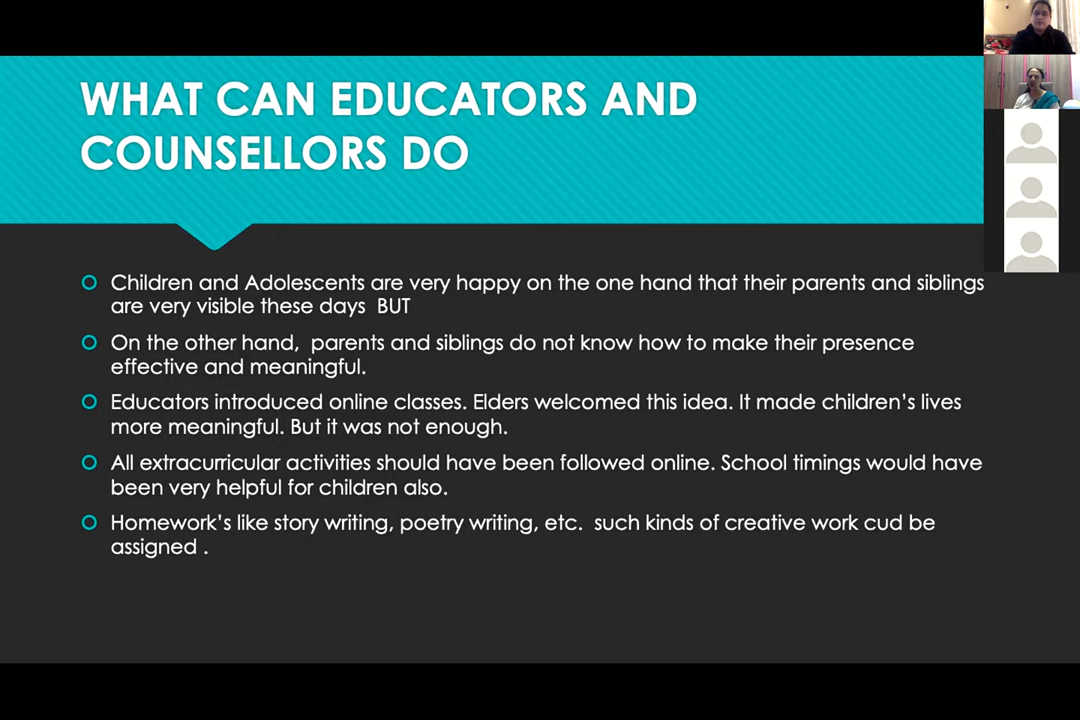 WHAT CAN EDUCATORS AND
COUNSELLORS DO
Children and Adolescents are very happy on the one hand that their parents and siblings
are very visible these days  BUT
On the other hand,  parents and siblings do not know how to make their presence
effective and meaningful.
Educators introduced online classes. Elders welcomed this idea. It made children’s lives
more meaningful. But it was not enough.
All extracurricular activities should have been followed online. School timings would have
been very helpful for children also.
Homework’s like story writing, poetry writing, etc.  such kinds of creative work cud be
assigned .